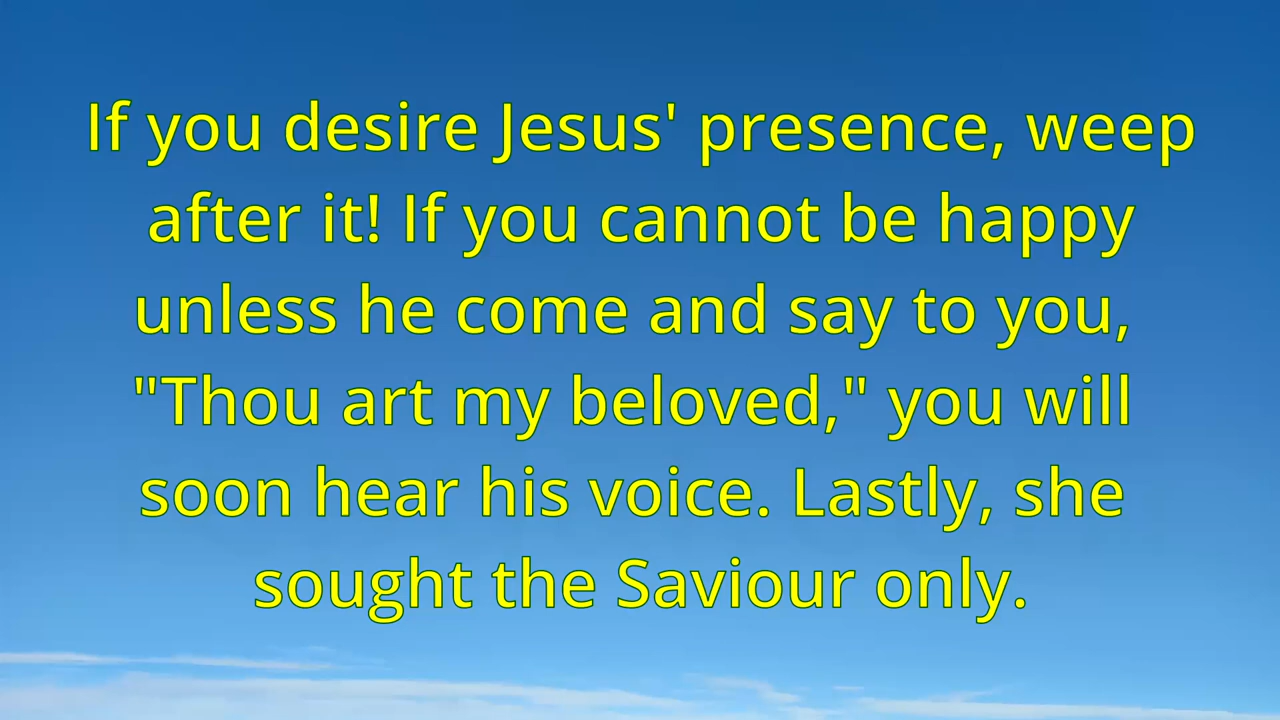 If you desire Jesus' presence, weep
after it! If you cannot be happy
unless he come and say to you,
"Thou art my beloved," you will
soon hear his voice. Lastly, she
sought the Saviour only.